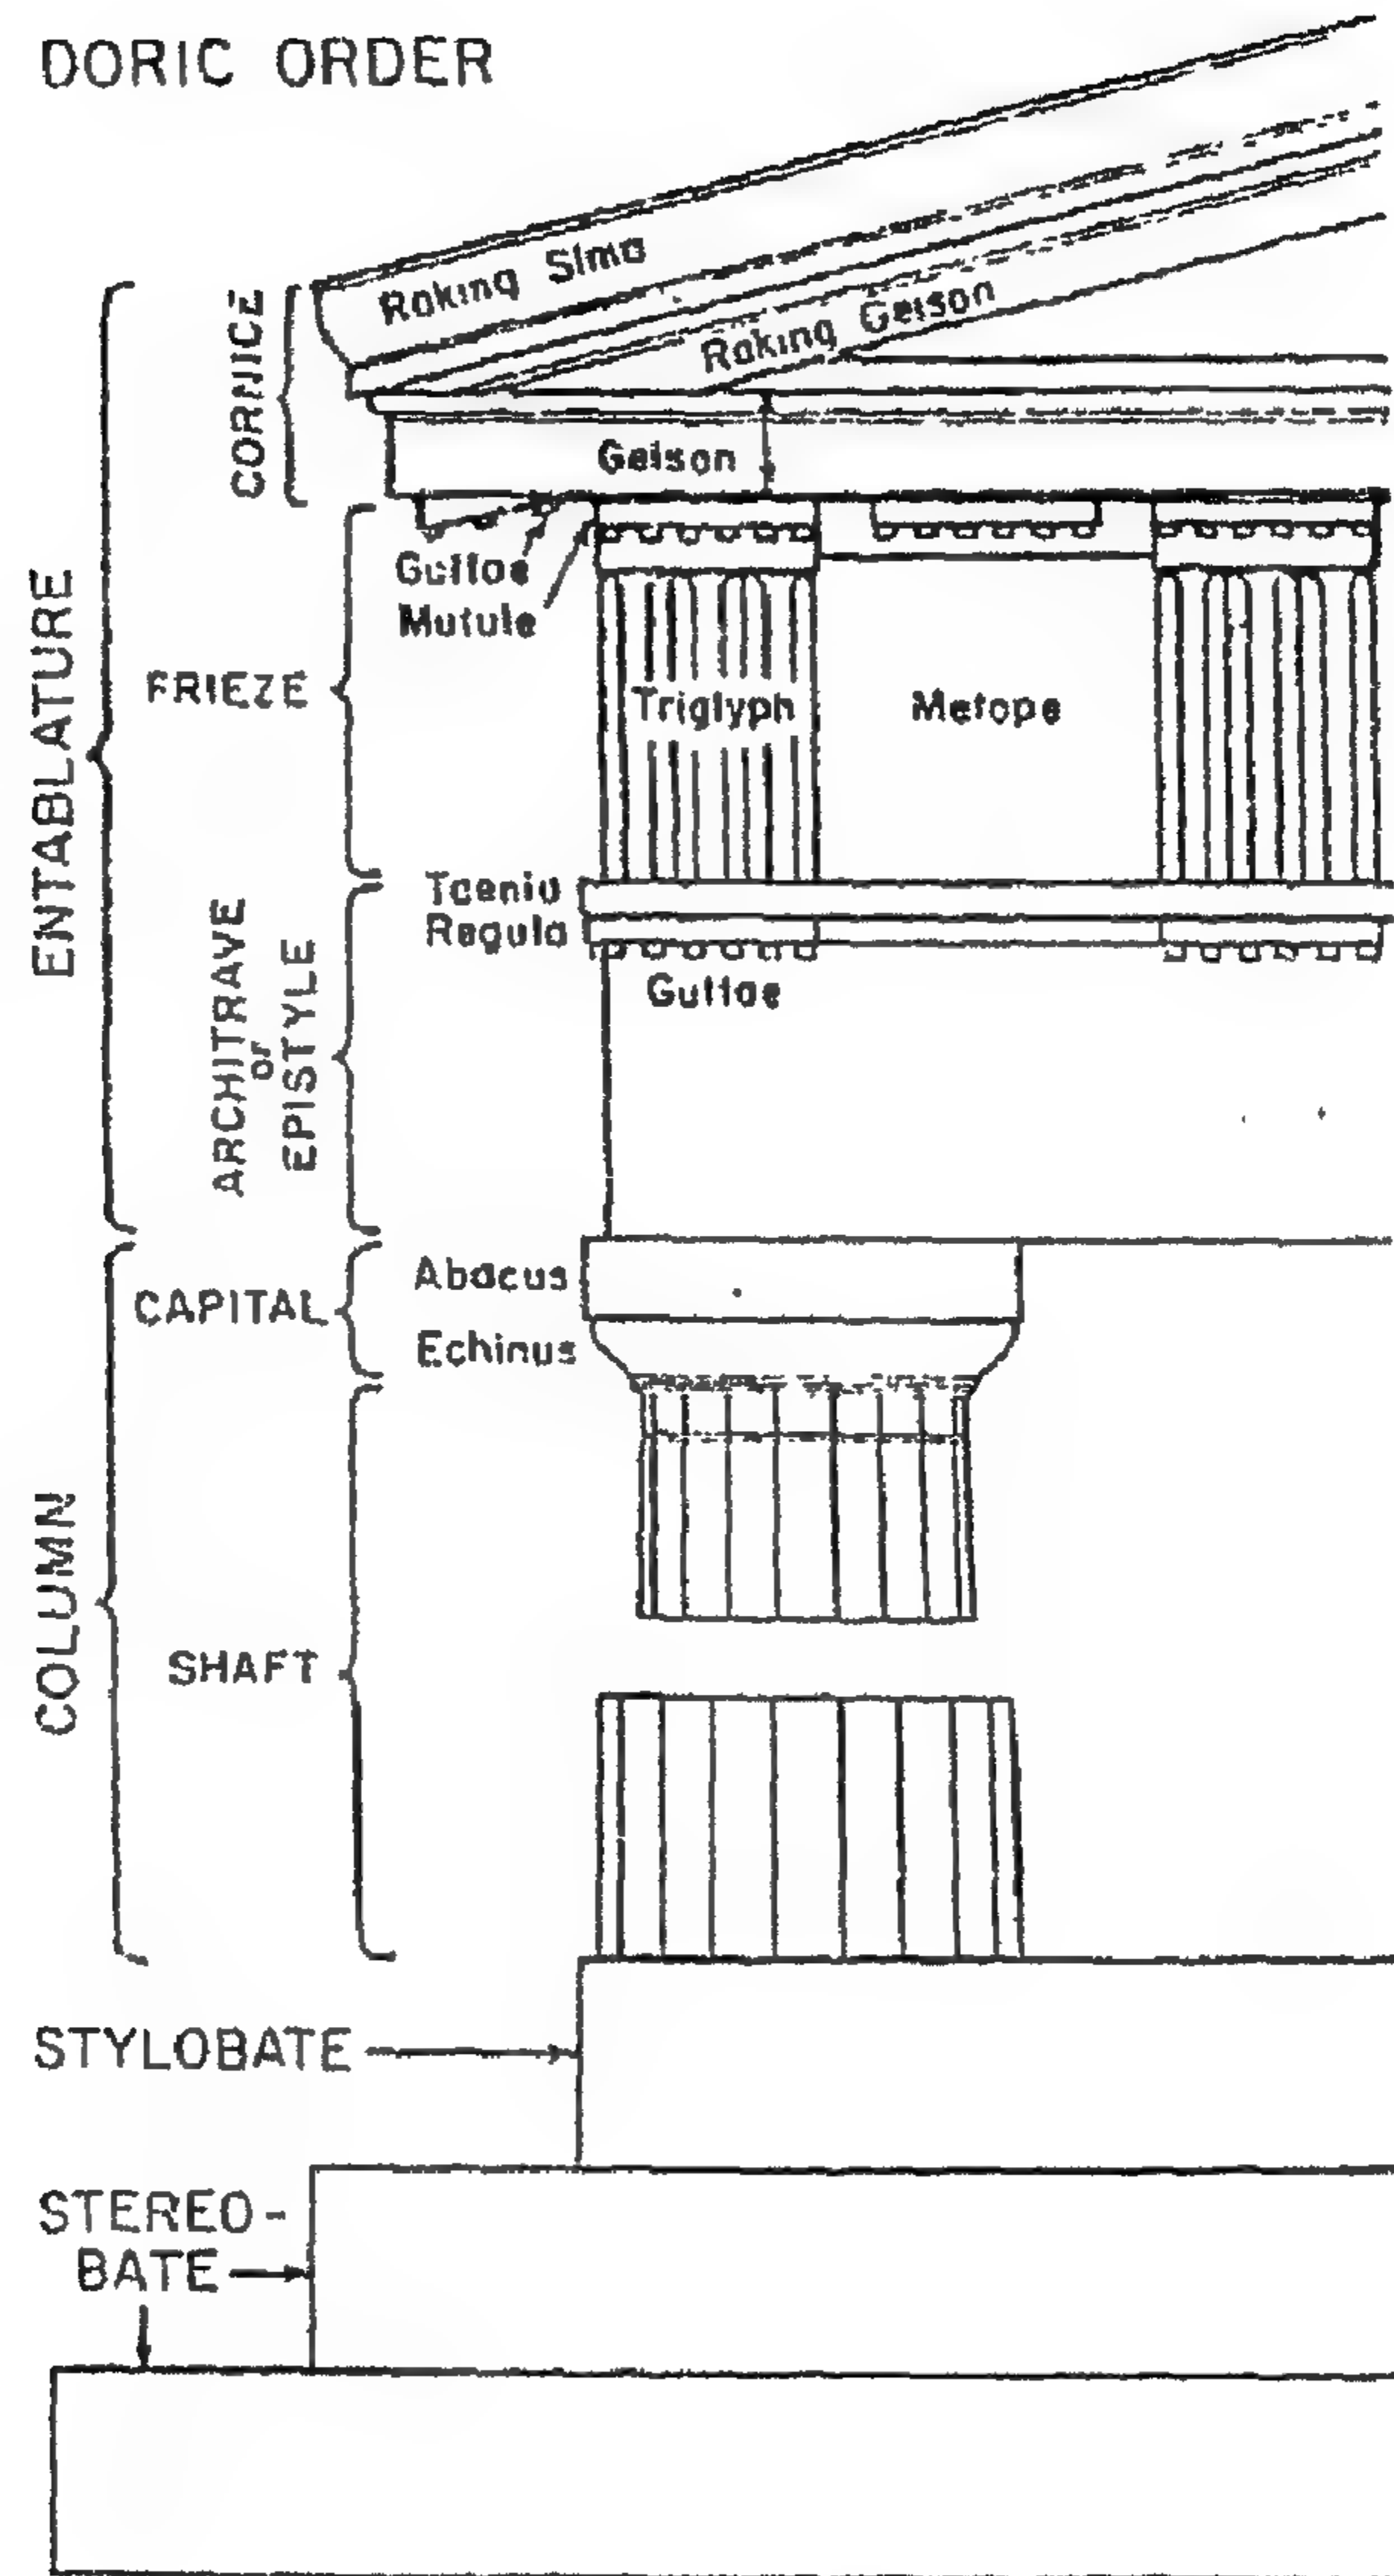 DORIC ORDER
Raking Sima
Raking Geison
CORNICE
Geison
Guttae
Mutule
ENTABLATURE
FRIEZE
Triglyph
Metope
Taenia
Regula
Guttae
ARCHITRAVE
or
EPISTYLE
Abacus
CAPITAL
Echinus
COLUMN
SHAFT
STYLOBATE
STEREO-
BATE